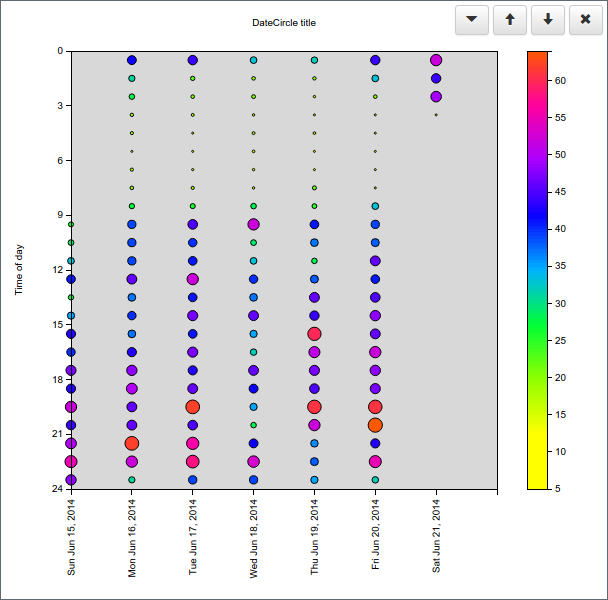 DateCircle title
0
3
6
9
12
15
18
21
24
Time of day
Sun Jun 15, 2014
Mon Jun 16, 2014
Tue Jun 17, 2014
Wed Jun 18, 2014
Thu Jun 19, 2014
Fri Jun 20, 2014
Sat Jun 21, 2014
60
55
50
45
40
35
30
25
20
15
10
5